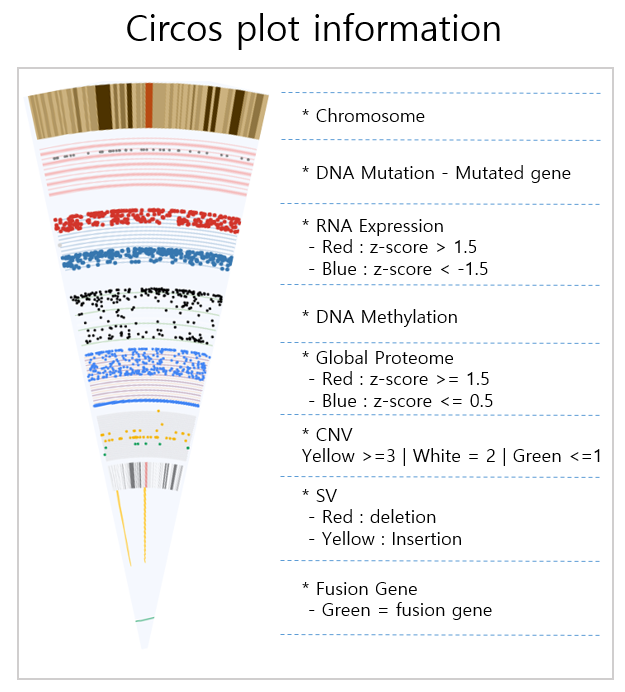 Circos plot information
* Chromosome
* DNA Mutation - Mutated gene
* RNA Expression
- Red : z-score > 1.5
- Blue : z-score < -1.5
* DNA Methylation
* Global Proteome
- Red : z-score >= 1.5
- Blue : z-score <= 0.5
* CNV
Yellow >=3 | White = 2 | Green <=1
* SV
- Red : deletion
- Yellow : Insertion
* Fusion Gene
- Green = fusion gene